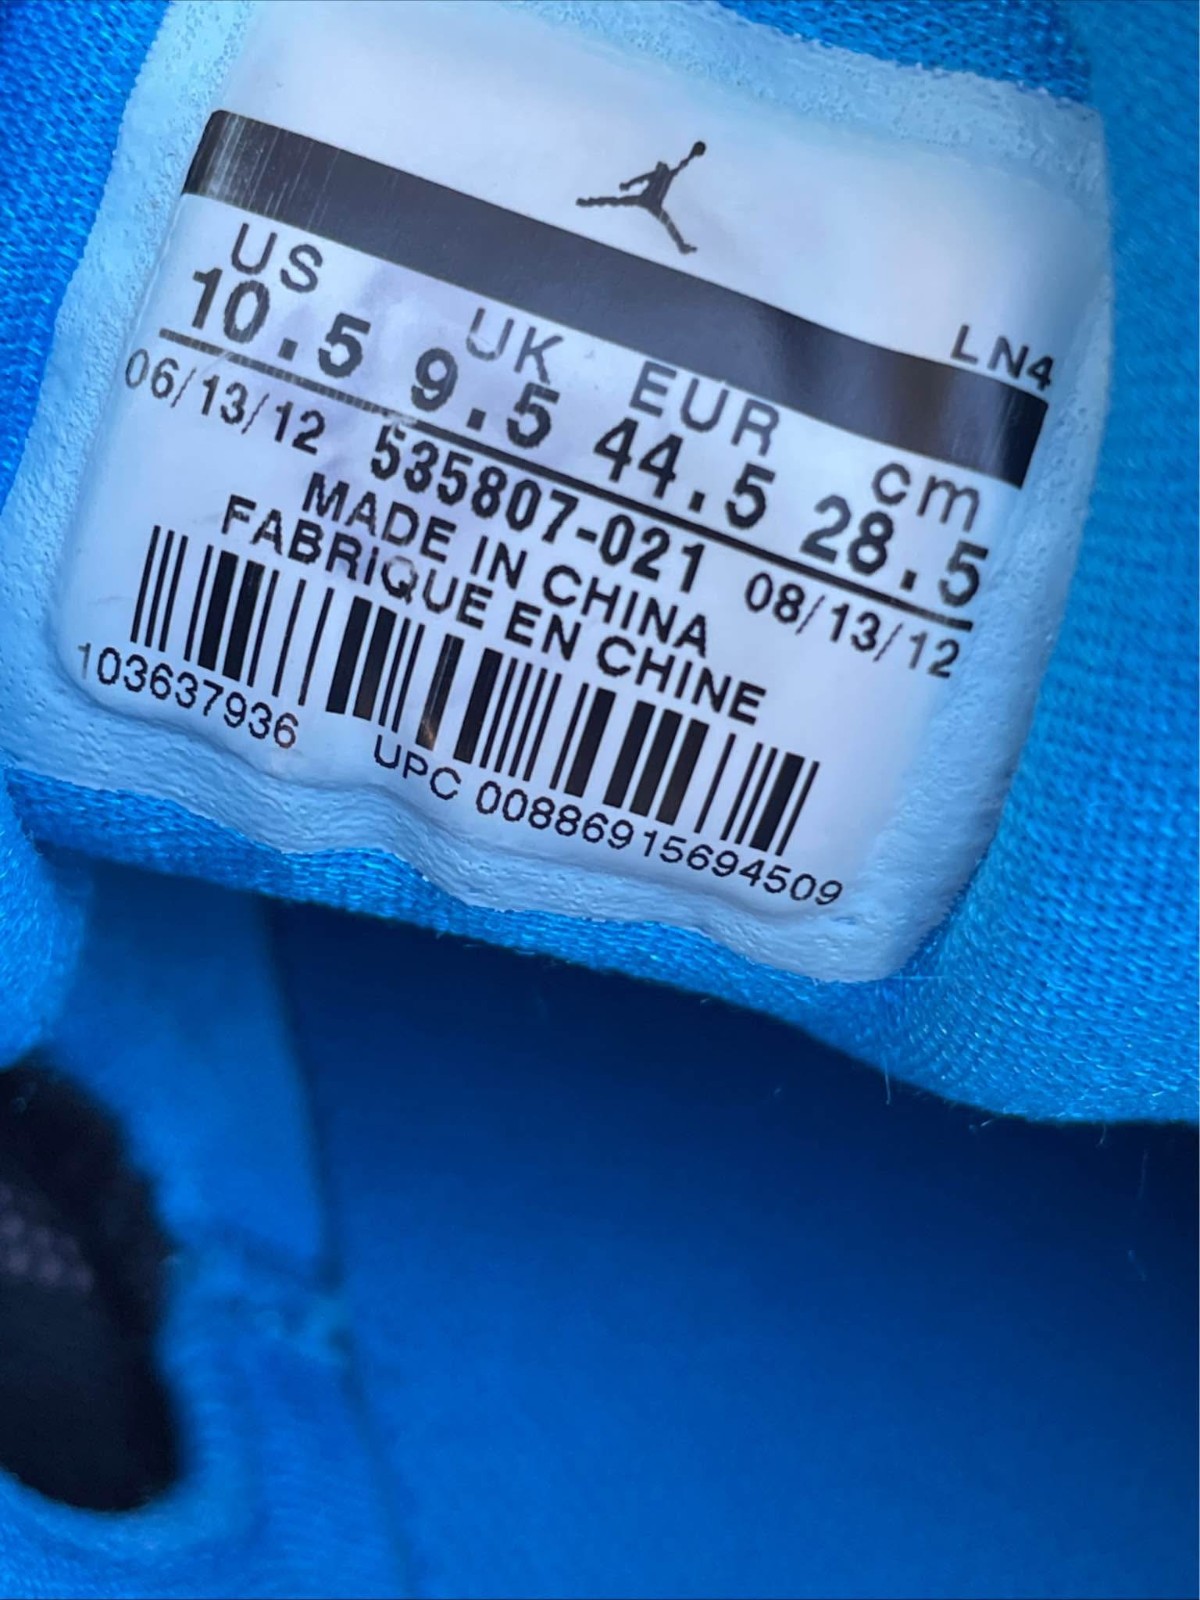 LN4
US UK EUR cm
10.5 9.5 44.5 28.5
06/13/12 535807-021 08/13/12
MADE IN CHINA
FABRIQUE EN CHINE
103637936 UPC 00886915694509